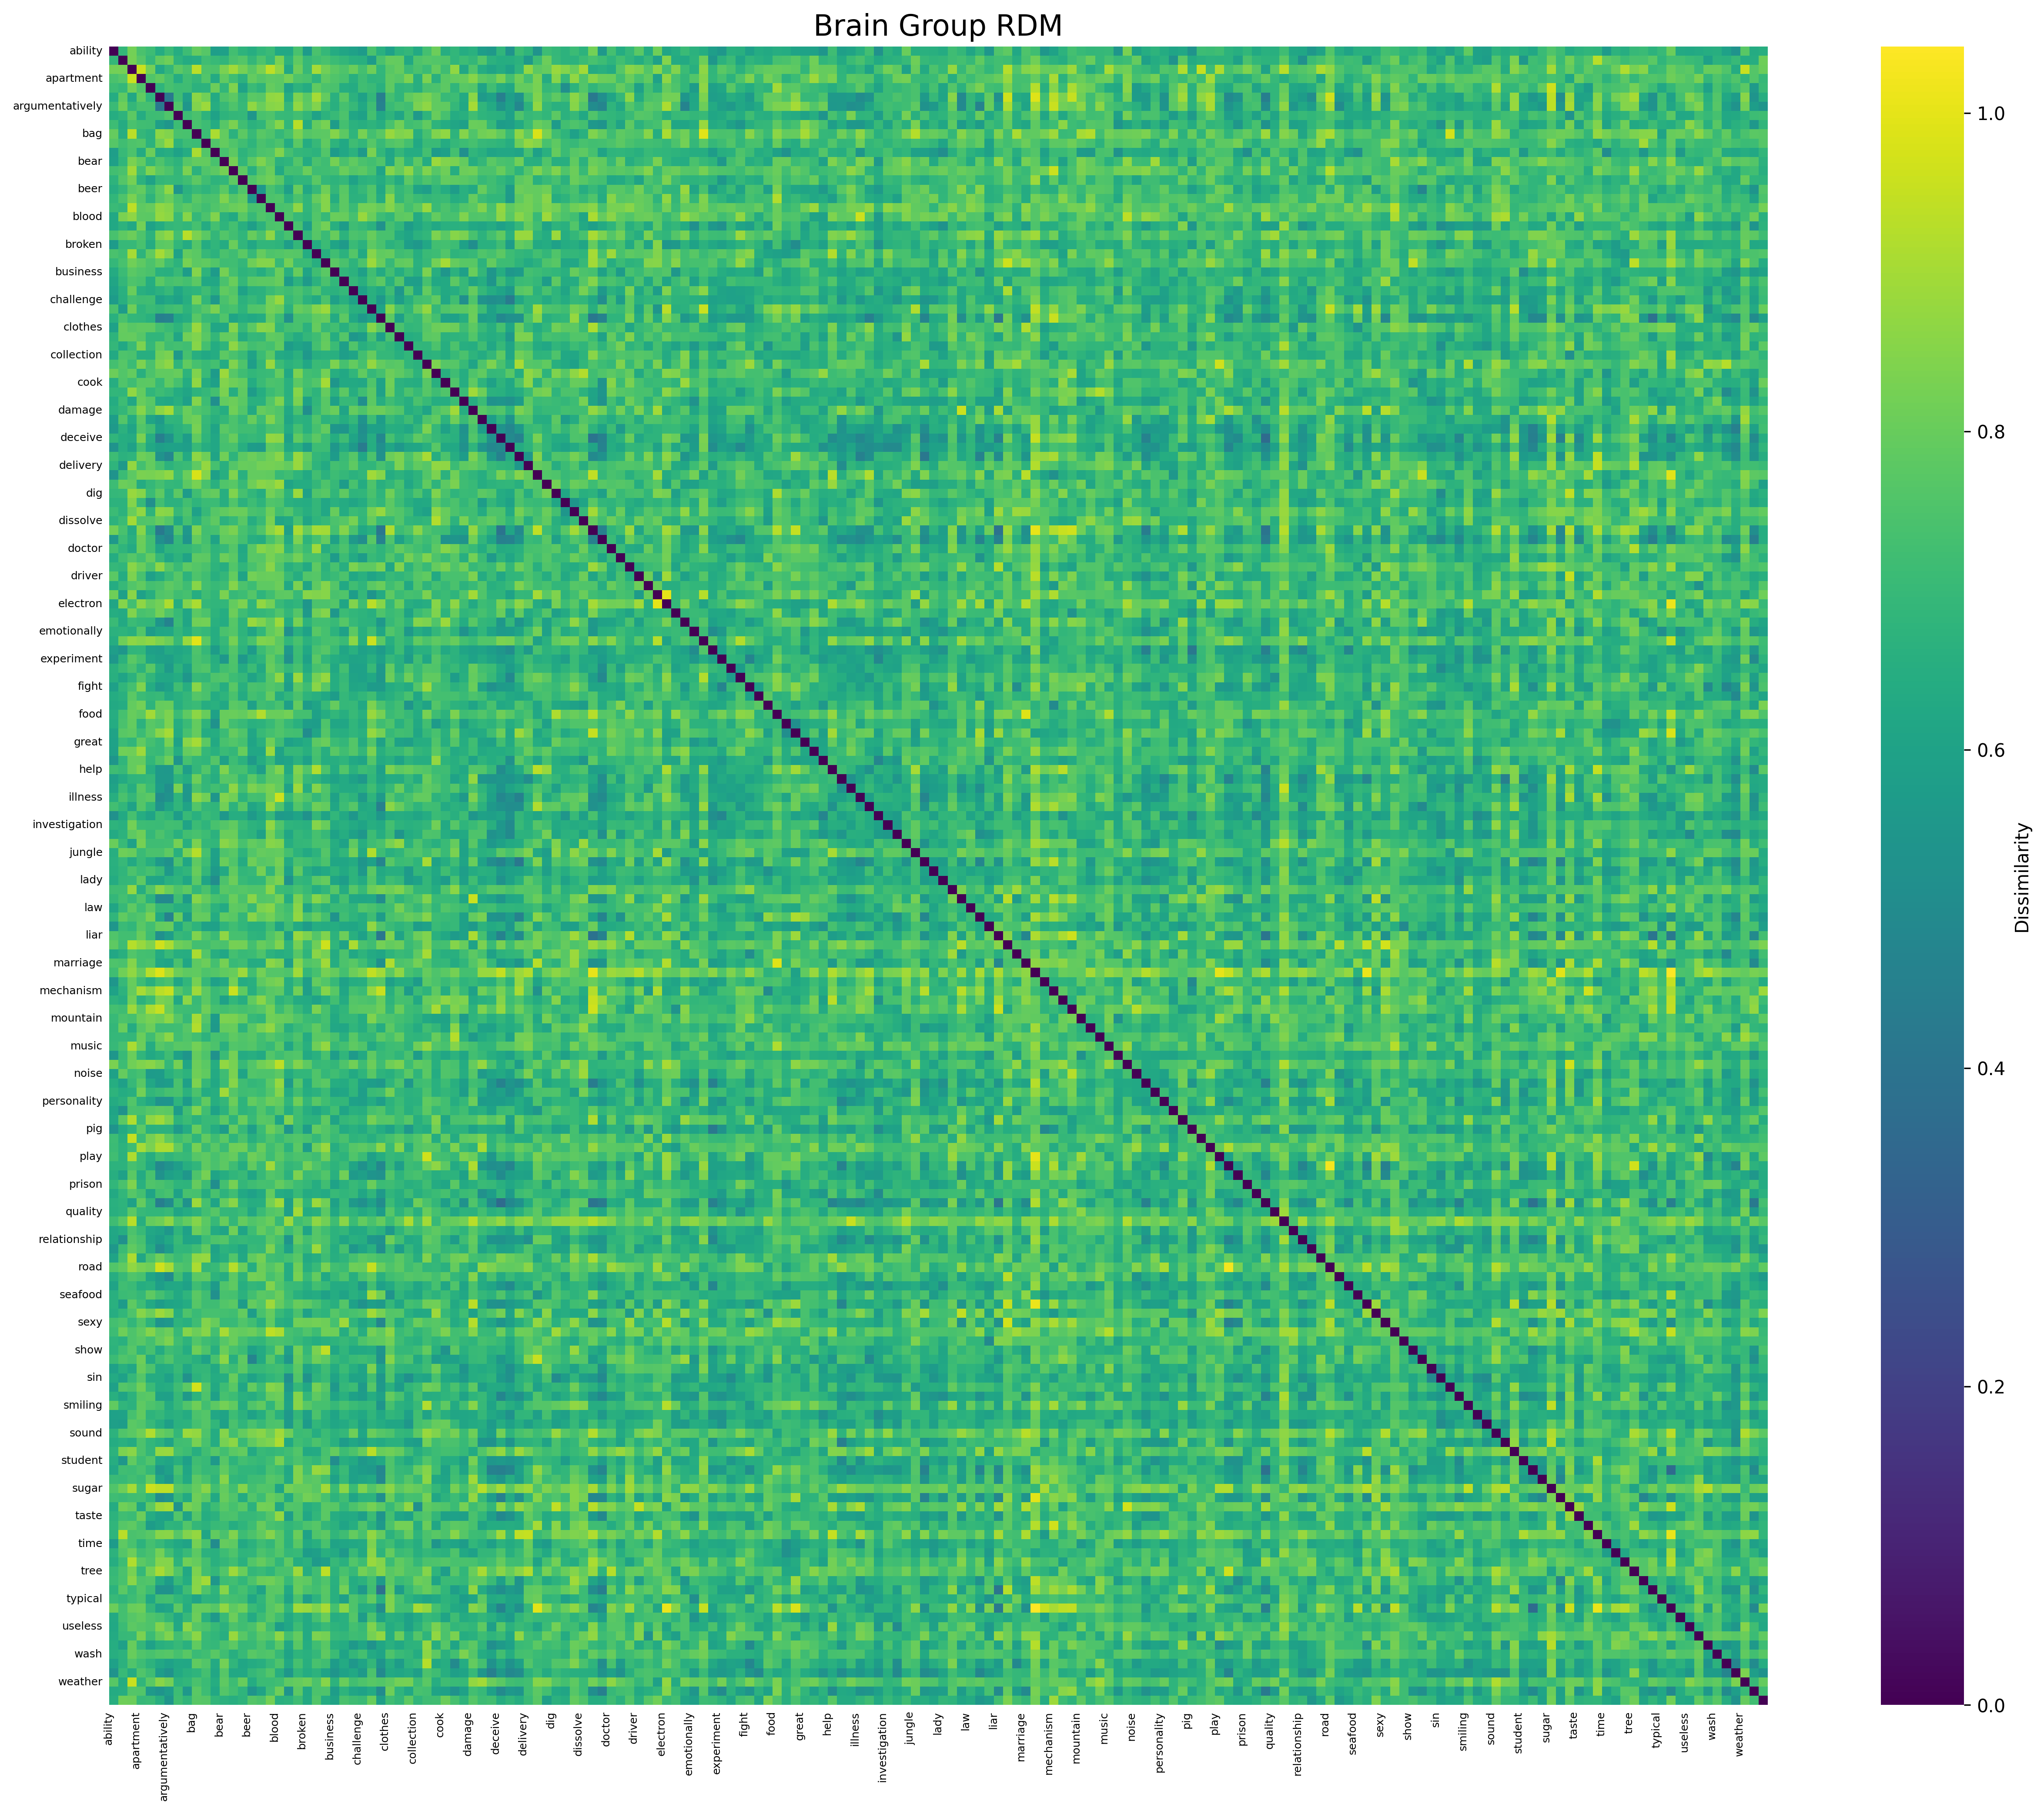 Brain Group RDM
ability
apartment
argumentatively
bag
bear
beer
blood
broken
business
challenge
clothes
collection
cook
damage
deceive
delivery
dig
dissolve
doctor
driver
electron
emotionally
experiment
fight
food
great
help
illness
investigation
jungle
lady
law
liar
marriage
mechanism
mountain
music
noise
personality
pig
play
prison
quality
relationship
road
seafood
sexy
show
sin
smiling
sound
student
sugar
taste
time
tree
typical
useless
wash
weather
ability
apartment
argumentatively
bag
bear
beer
blood
broken
business
challenge
clothes
collection
cook
damage
deceive
delivery
dig
dissolve
doctor
driver
electron
emotionally
experiment
fight
food
great
help
illness
investigation
jungle
lady
law
liar
marriage
mechanism
mountain
music
noise
personality
pig
play
prison
quality
relationship
road
seafood
sexy
show
sin
smiling
sound
student
sugar
taste
time
tree
typical
useless
wash
weather
1.0
0.8
0.6
0.4
0.2
0.0
Dissimilarity